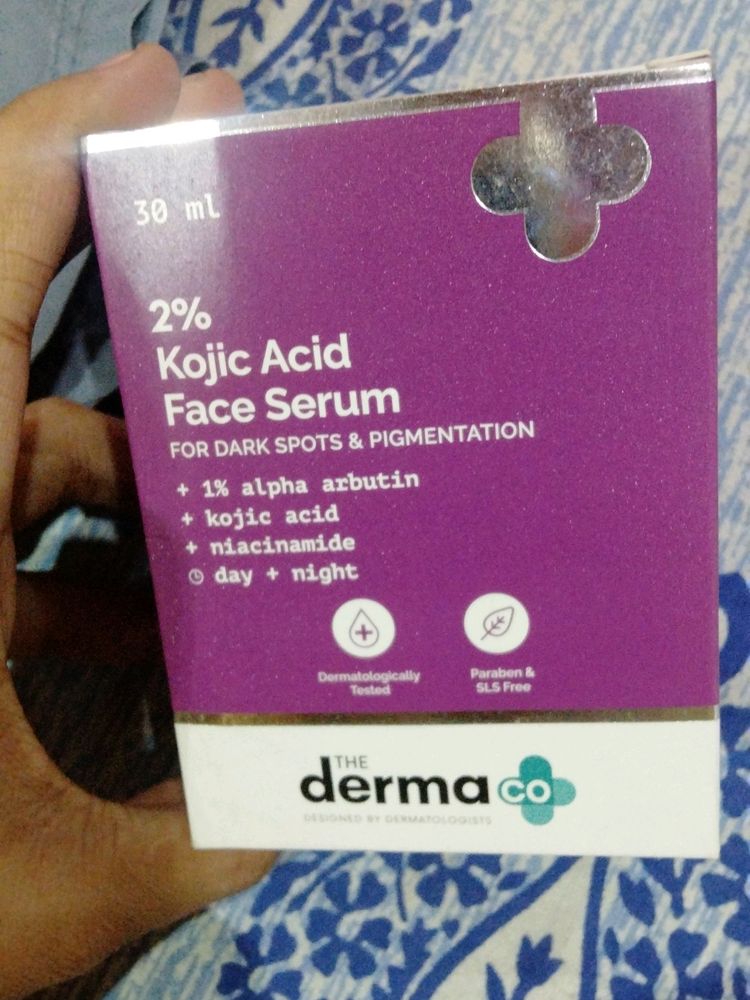 30 ml
2%
Kojic Acid
Face Serum
FOR DARK SPOTS & PIGMENTATION
+ 1% alpha arbutin
+ kojic acid
+ niacinamide
day + night
Dermatologically
Tested
Paraben &
SLS Free
THE
derma co
DESIGNED BY DERMATOLOGISTS